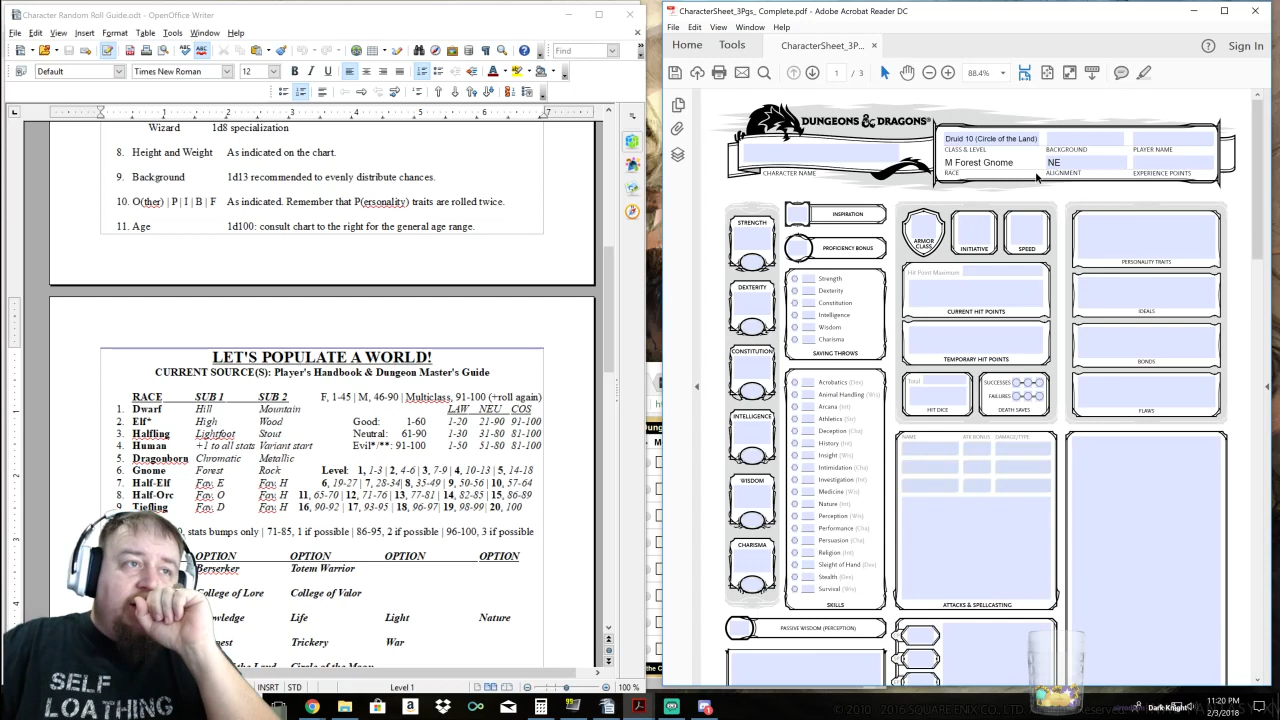 Character Random Roll Guide.odt - OpenOffice Writer
File Edit View Insert Format Table Tools Window Help
Find
Default Times New Roman 12
Wizard 1d8 specialization
8. Height and Weight As indicated on the chart.
9. Background 1d13 recommended to evenly distribute chances.
10. O(ther) | P | I | B | F As indicated. Remember that P(ersonality) traits are rolled twice.
11. Age 1d100: consult chart to the right for the general age range.
LET'S POPULATE A WORLD!
CURRENT SOURCE(S): Player's Handbook & Dungeon Master's Guide
RACE SUB 1 SUB 2 F, 1-45 | M, 46-90 | Multiclass, 91-100 (+roll again)
1. Dwarf Hill Mountain LAW NEU COS
2. Elf* High Wood Good: 1-60 1-20 21-90 91-100
3. Halfling Lightfoot Stout Neutral: 61-90 1-30 31-80 81-100
4. Human +1 to all stats Variant start Evil*,**: 91-100 1-50 51-80 81-100
5. Dragonborn Chromatic Metallic
6. Gnome Forest Rock Level: 1, 1-3 | 2, 4-6 | 3, 7-9 | 4, 10-13 | 5, 14-18
7. Half-Elf Fav. E Fav. H 6, 19-27 | 7, 28-34| 8, 35-49 | 9, 50-56 | 10, 57-64
8. Half-Orc Fav. O Fav. H 11, 65-70 | 12, 71-76 | 13, 77-81 | 14, 82-85 | 15, 86-89
9. Tiefling Fav. D Fav. H 16, 90-92 | 17, 93-95 | 18, 96-97 | 19, 98-99 | 20, 100
stats bumps only | 71-85, 1 if possible | 86-95, 2 if possible | 96-100, 3 if possible
OPTION OPTION OPTION OPTION
Berserker Totem Warrior
College of Lore College of Valor
Knowledge Life Light Nature
Trickery War
Circle of the Moon
INSRT STD Level 1 100 %
SELF
LOATHING
CharacterSheet_3Pgs_ Complete.pdf - Adobe Acrobat Reader DC
File Edit View Window Help
Home Tools CharacterSheet_3P... × Sign In
1 / 3 88.4%
DUNGEONS & DRAGONS®
CHARACTER NAME
Druid 10 (Circle of the Land)
CLASS & LEVEL BACKGROUND PLAYER NAME
M Forest Gnome NE
RACE ALIGNMENT EXPERIENCE POINTS
STRENGTH
DEXTERITY
CONSTITUTION
INTELLIGENCE
WISDOM
CHARISMA
INSPIRATION
PROFICIENCY BONUS
Strength
Dexterity
Constitution
Intelligence
Wisdom
Charisma
SAVING THROWS
Acrobatics (Dex)
Animal Handling (Wis)
Arcana (Int)
Athletics (Str)
Deception (Cha)
History (Int)
Insight (Wis)
Intimidation (Cha)
Investigation (Int)
Medicine (Wis)
Nature (Int)
Perception (Wis)
Performance (Cha)
Persuasion (Cha)
Religion (Int)
Sleight of Hand (Dex)
Stealth (Dex)
Survival (Wis)
SKILLS
PASSIVE WISDOM (PERCEPTION)
ARMOR
CLASS
INITIATIVE SPEED
Hit Point Maximum
CURRENT HIT POINTS
TEMPORARY HIT POINTS
Total
HIT DICE
SUCCESSES
FAILURES
DEATH SAVES
NAME ATK BONUS DAMAGE/TYPE
ATTACKS & SPELLCASTING
PERSONALITY TRAITS
IDEALS
BONDS
FLAWS
Dark Knight
11:20 PM
2/3/2018
© 2010, 2016 SQUARE ENIX CO., LTD.